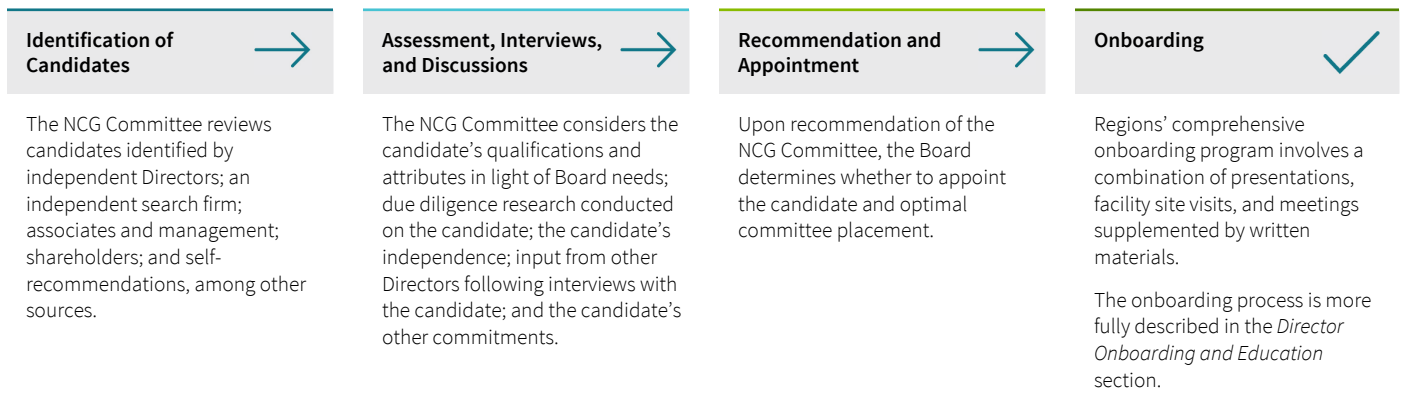 Identification of
Candidates
The NCG Committee reviews
candidates identified by
independent Directors; an
independent search firm;
associates and management;
shareholders; and self-
recommendations, among other
sources.
Assessment, Interviews,
and Discussions
The NCG Committee considers the
candidate’s qualifications and
attributes in light of Board needs;
due diligence research conducted
on the candidate; the candidate’s
independence; input from other
Directors following interviews with
the candidate; and the candidate’s
other commitments.
Recommendation and
Appointment
Upon recommendation of the
NCG Committee, the Board
determines whether to appoint
the candidate and optimal
committee placement.
Onboarding
Regions’ comprehensive
onboarding program involves a
combination of presentations,
facility site visits, and meetings
supplemented by written
materials.
The onboarding process is more
fully described in the Director
Onboarding and Education
section.